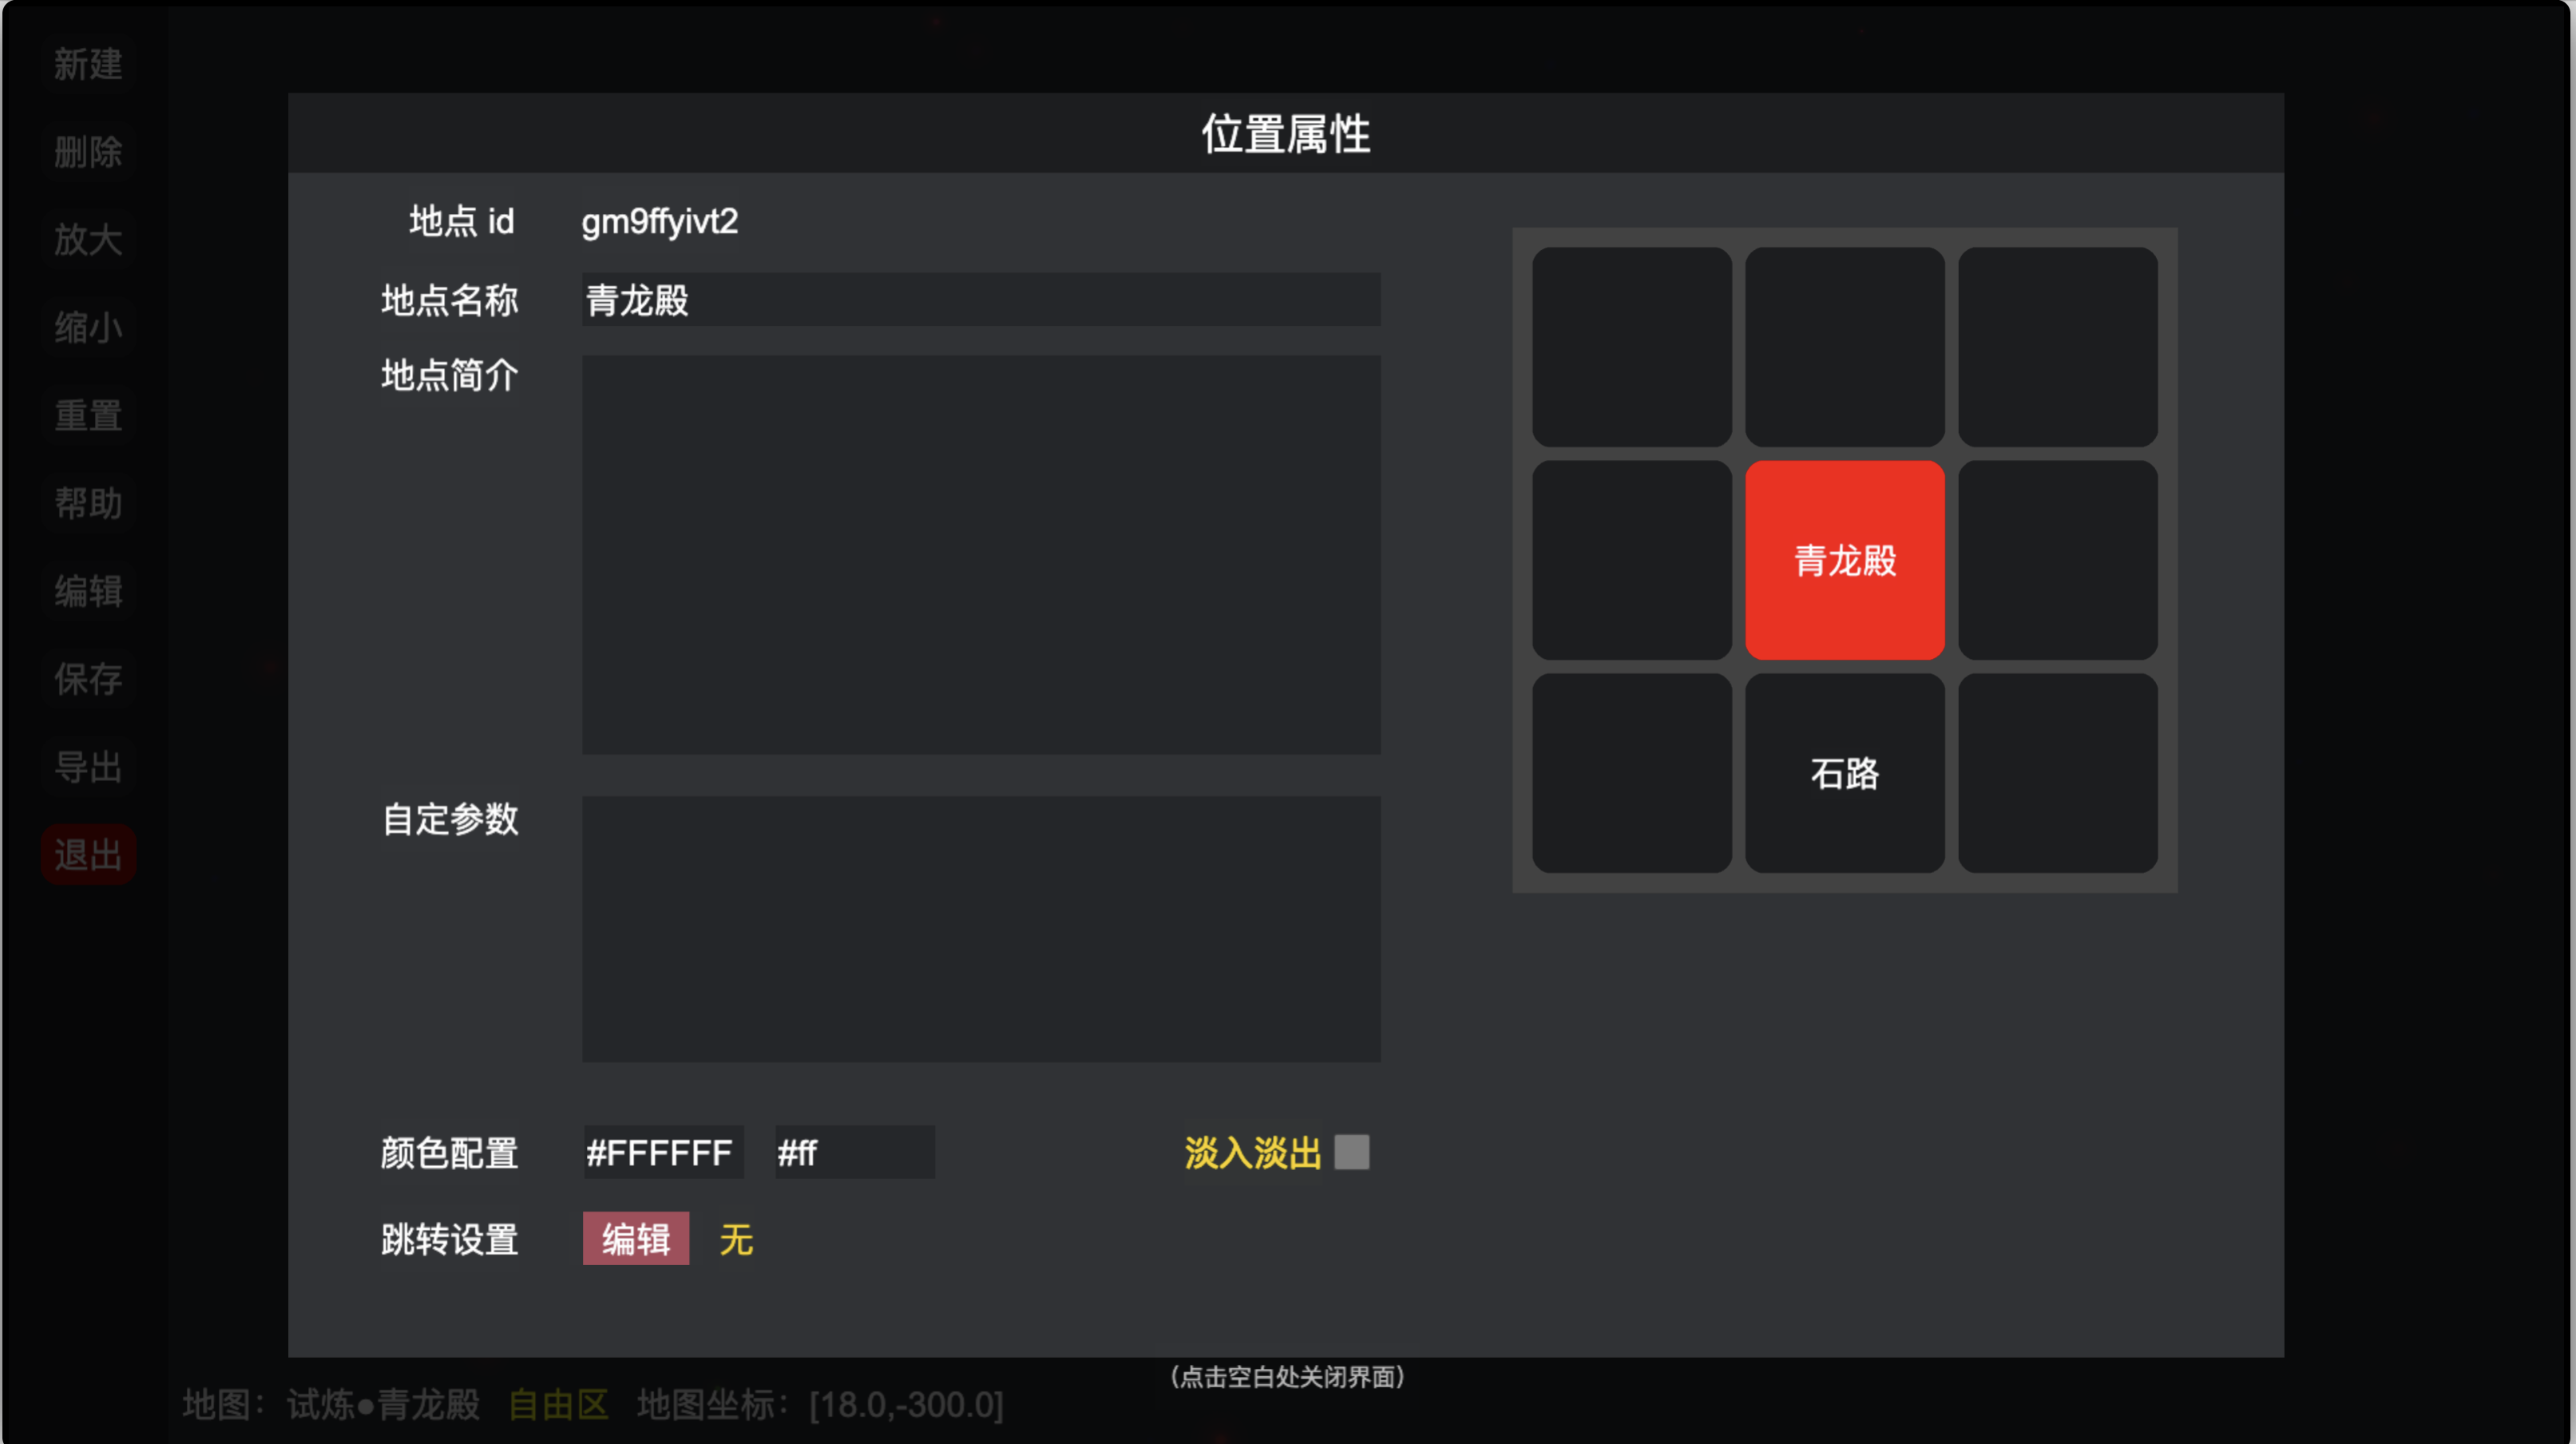 新建
删除
放大
缩小
重置
帮助
编辑
保存
导出
退出
位置属性
地点 id gm9ffyivt2
地点名称 青龙殿
地点简介
自定参数
颜色配置 #FFFFFF #ff 淡入淡出
跳转设置 编辑 无
青龙殿
石路
(点击空白处关闭界面)
地图：试炼●青龙殿 自由区 地图坐标：[18.0,-300.0]